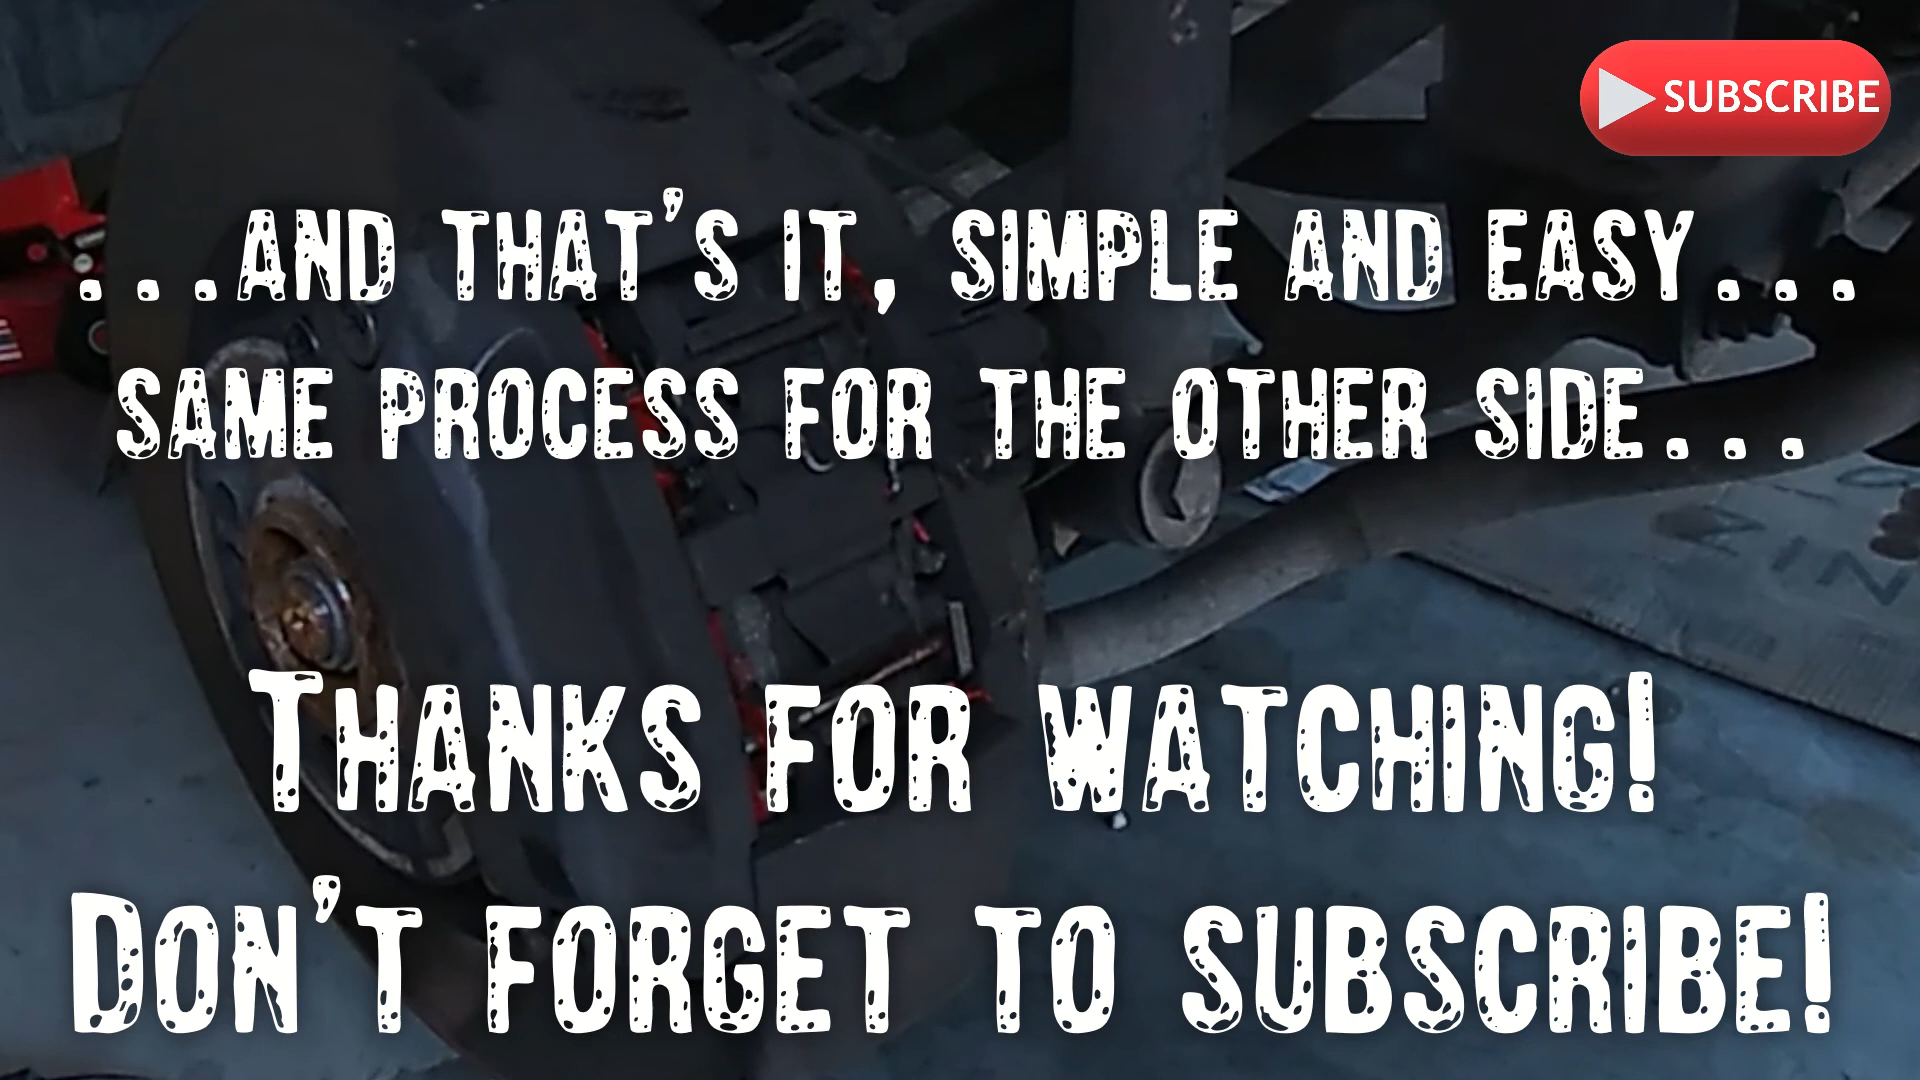 SUBSCRIBE
...AND THAT'S IT, SIMPLE AND EASY...
SAME PROCESS FOR THE OTHER SIDE...
THANKS FOR WATCHING!
DON'T FORGET TO SUBSCRIBE!